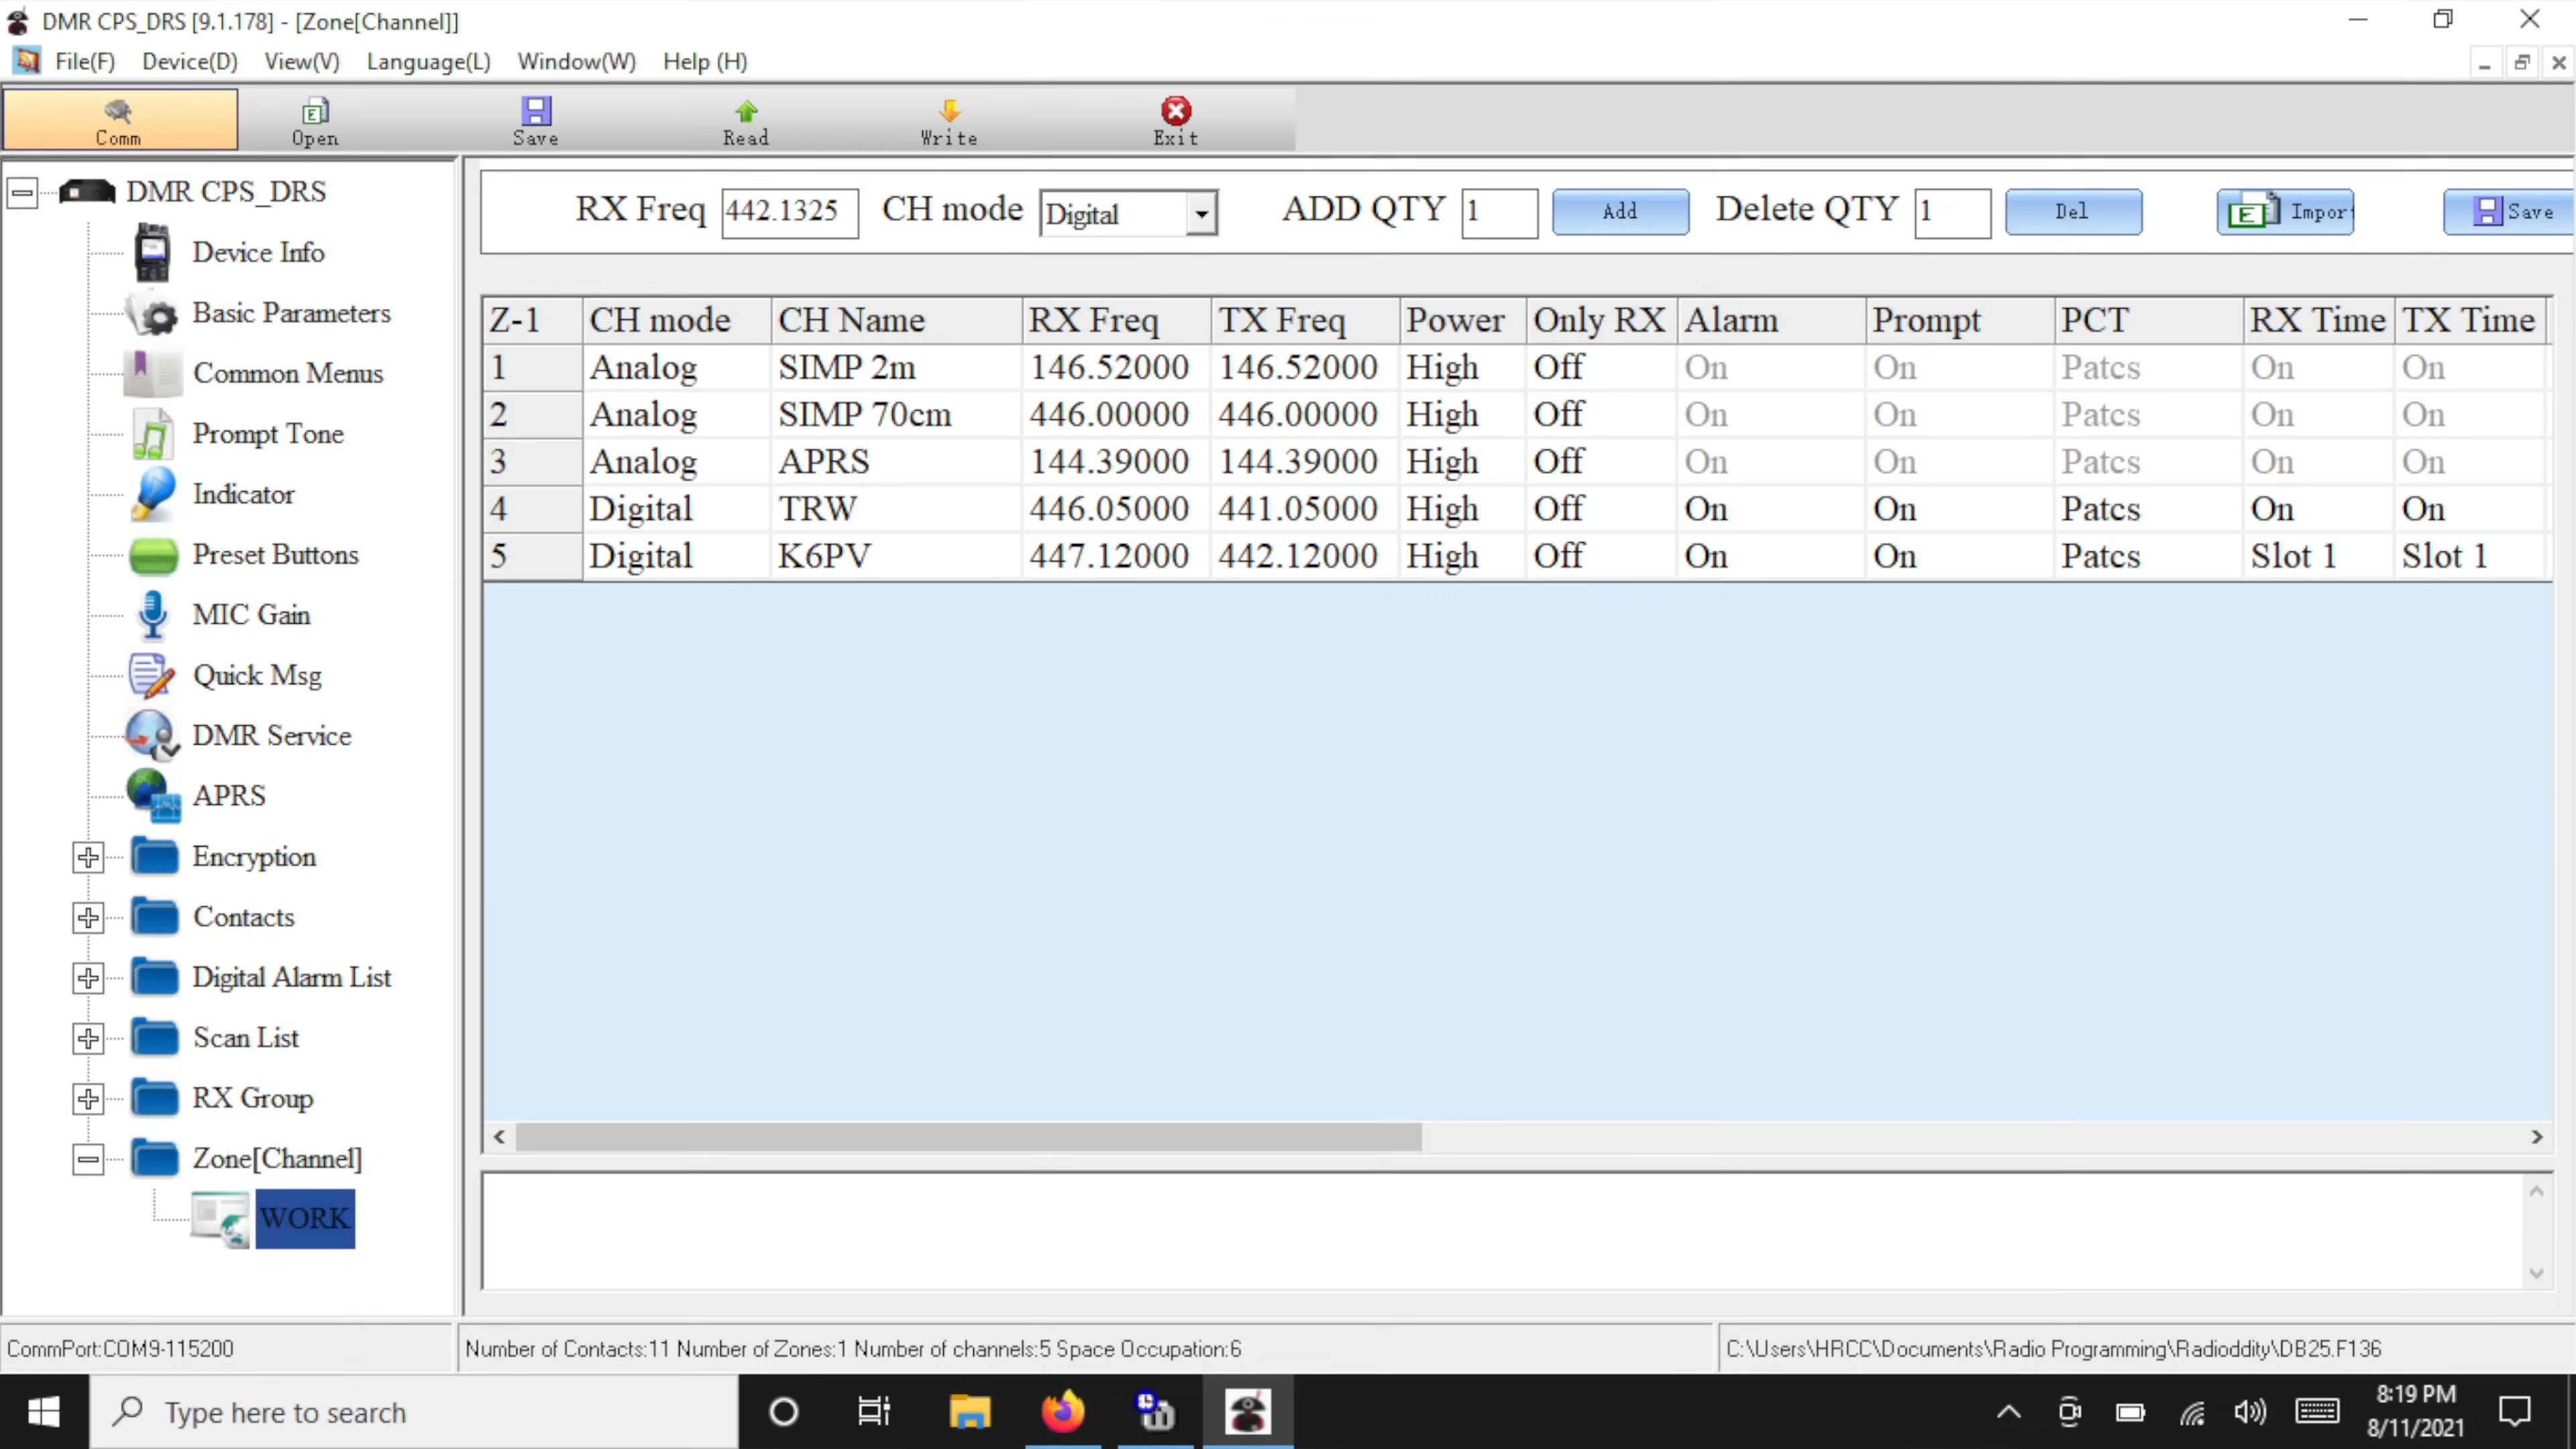 DMR CPS_DRS [9.1.178] - [Zone[Channel]]
File(F) Device(D) View(V) Language(L) Window(W) Help (H)
Comm Open Save Read Write Exit
DMR CPS_DRS
Device Info
Basic Parameters
Common Menus
Prompt Tone
Indicator
Preset Buttons
MIC Gain
Quick Msg
DMR Service
APRS
Encryption
Contacts
Digital Alarm List
Scan List
RX Group
Zone[Channel]
WORK
RX Freq 442.1325 CH mode Digital ADD QTY 1 Add Delete QTY 1 Del Impor Save
Z-1 CH mode CH Name RX Freq TX Freq Power Only RX Alarm Prompt PCT RX Time TX Time
1 Analog SIMP 2m 146.52000 146.52000 High Off On On Patcs On On
2 Analog SIMP 70cm 446.00000 446.00000 High Off On On Patcs On On
3 Analog APRS 144.39000 144.39000 High Off On On Patcs On On
4 Digital TRW 446.05000 441.05000 High Off On On Patcs On On
5 Digital K6PV 447.12000 442.12000 High Off On On Patcs Slot 1 Slot 1
CommPort:COM9-115200 Number of Contacts:11 Number of Zones:1 Number of channels:5 Space Occupation:6 C:\Users\HRCC\Documents\Radio Programming\Radioddity\DB25.F136
Type here to search
8:19 PM
8/11/2021